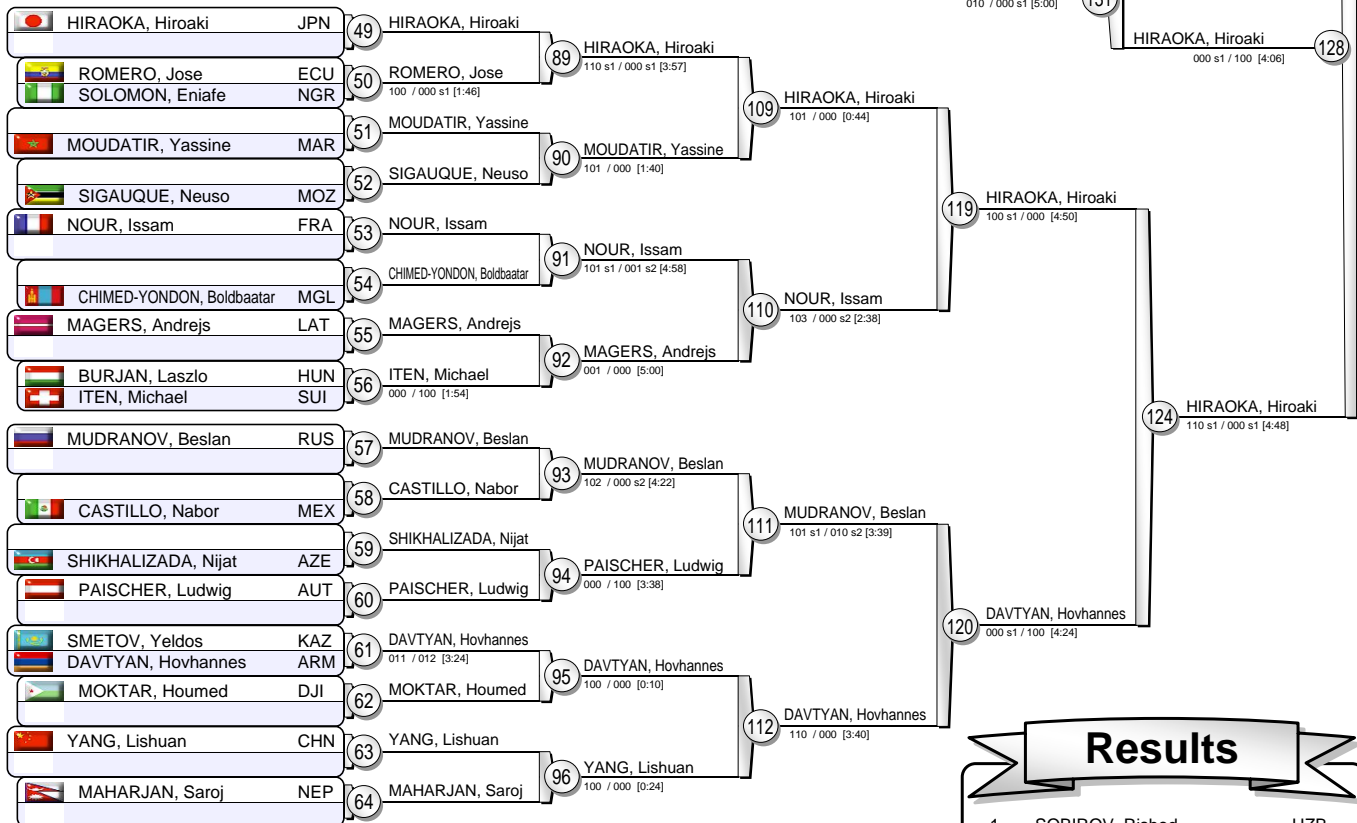 010 / 000 s1 [5:00]
HIRAOKA, Hiroaki 128
000 s1 / 100 [4:06]
HIRAOKA, Hiroaki JPN
49 HIRAOKA, Hiroaki
ROMERO, Jose ECU
SOLOMON, Eniafe NGR
50 ROMERO, Jose
100 / 000 s1 [1:46]
89 HIRAOKA, Hiroaki
110 s1 / 000 s1 [3:57]
MOUDATIR, Yassine MAR
51 MOUDATIR, Yassine
SIGAUQUE, Neuso MOZ
52 SIGAUQUE, Neuso
90 MOUDATIR, Yassine
101 / 000 [1:40]
109 HIRAOKA, Hiroaki
101 / 000 [0:44]
NOUR, Issam FRA
53 NOUR, Issam
CHIMED-YONDON, Boldbaatar MGL
54 CHIMED-YONDON, Boldbaatar
91 NOUR, Issam
101 s1 / 001 s2 [4:58]
MAGERS, Andrejs LAT
55 MAGERS, Andrejs
BURJAN, Laszlo HUN
ITEN, Michael SUI
56 ITEN, Michael
000 / 100 [1:54]
92 MAGERS, Andrejs
001 / 000 [5:00]
110 NOUR, Issam
103 / 000 s2 [2:38]
119 HIRAOKA, Hiroaki
100 s1 / 000 [4:50]
MUDRANOV, Beslan RUS
57 MUDRANOV, Beslan
CASTILLO, Nabor MEX
58 CASTILLO, Nabor
93 MUDRANOV, Beslan
102 / 000 s2 [4:22]
SHIKHALIZADA, Nijat AZE
59 SHIKHALIZADA, Nijat
PAISCHER, Ludwig AUT
60 PAISCHER, Ludwig
94 PAISCHER, Ludwig
000 / 100 [3:38]
111 MUDRANOV, Beslan
101 s1 / 010 s2 [3:39]
SMETOV, Yeldos KAZ
DAVTYAN, Hovhannes ARM
61 DAVTYAN, Hovhannes
011 / 012 [3:24]
MOKTAR, Houmed DJI
62 MOKTAR, Houmed
95 DAVTYAN, Hovhannes
100 / 000 [0:10]
YANG, Lishuan CHN
63 YANG, Lishuan
MAHARJAN, Saroj NEP
64 MAHARJAN, Saroj
96 YANG, Lishuan
100 / 000 [0:24]
112 DAVTYAN, Hovhannes
110 / 000 [3:40]
120 DAVTYAN, Hovhannes
000 s1 / 100 [4:24]
124 HIRAOKA, Hiroaki
110 s1 / 000 s1 [4:48]
Results